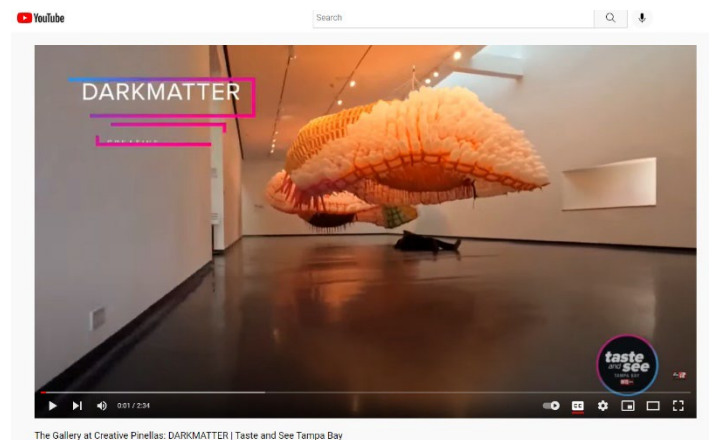 YouTube
Search
DARKMATTER
CREATIVE
taste
and see
TAMPA BAY
0:01 / 2:34
CC
The Gallery at Creative Pinellas: DARKMATTER | Taste and See Tampa Bay